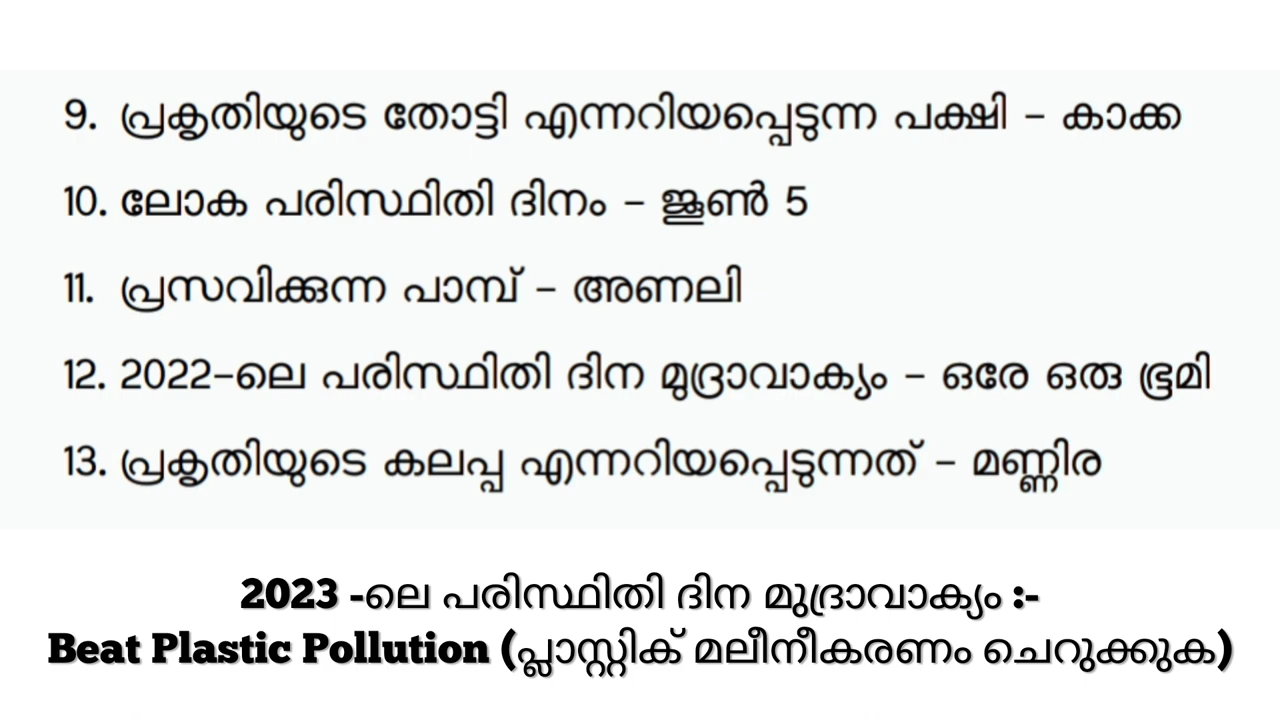 9. പ്രകൃതിയുടെ തോട്ടി എന്നറിയപ്പെടുന്ന പക്ഷി – കാക്ക
10. ലോക പരിസ്ഥിതി ദിനം – ജൂൺ 5
11. പ്രസവിക്കുന്ന പാമ്പ് – അണലി
12. 2022–ലെ പരിസ്ഥിതി ദിന മുദ്രാവാക്യം – ഒരേ ഒരു ഭൂമി
13. പ്രകൃതിയുടെ കലപ്പ എന്നറിയപ്പെടുന്നത് – മണ്ണിര
2023 -ലെ പരിസ്ഥിതി ദിന മുദ്രാവാക്യം :-
Beat Plastic Pollution (പ്ലാസ്റ്റിക് മലീനീകരണം ചെറുക്കുക)